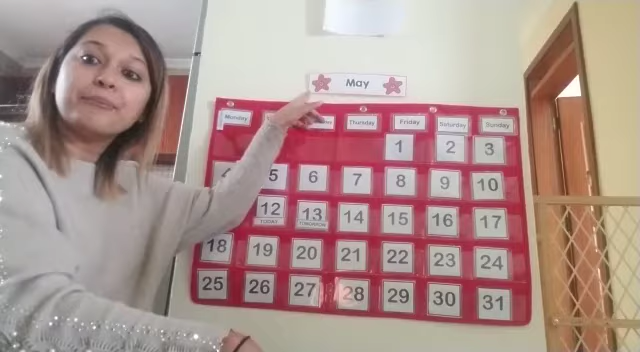 May
Monday Thursday Friday Saturday Sunday
1 2 3
5 6 7 8 9 10
12 13 14 15 16 17
TODAY TOMORROW
18 19 20 21 22 23 24
25 26 27 28 29 30 31